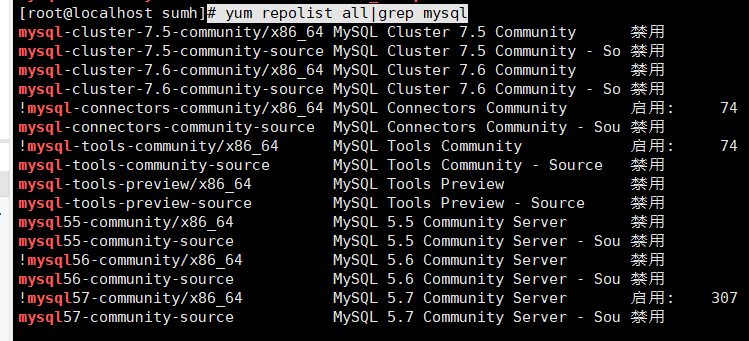 [root@localhost sumh]# yum repolist all|grep mysql
mysql-cluster-7.5-community/x86_64 MySQL Cluster 7.5 Community 禁用
mysql-cluster-7.5-community-source MySQL Cluster 7.5 Community - So 禁用
mysql-cluster-7.6-community/x86_64 MySQL Cluster 7.6 Community 禁用
mysql-cluster-7.6-community-source MySQL Cluster 7.6 Community - So 禁用
!mysql-connectors-community/x86_64 MySQL Connectors Community 启用: 74
mysql-connectors-community-source MySQL Connectors Community - Sou 禁用
!mysql-tools-community/x86_64 MySQL Tools Community 启用: 74
mysql-tools-community-source MySQL Tools Community - Source 禁用
mysql-tools-preview/x86_64 MySQL Tools Preview 禁用
mysql-tools-preview-source MySQL Tools Preview - Source 禁用
mysql55-community/x86_64 MySQL 5.5 Community Server 禁用
mysql55-community-source MySQL 5.5 Community Server - Sou 禁用
!mysql56-community/x86_64 MySQL 5.6 Community Server 禁用
mysql56-community-source MySQL 5.6 Community Server - Sou 禁用
!mysql57-community/x86_64 MySQL 5.7 Community Server 启用: 307
mysql57-community-source MySQL 5.7 Community Server - Sou 禁用